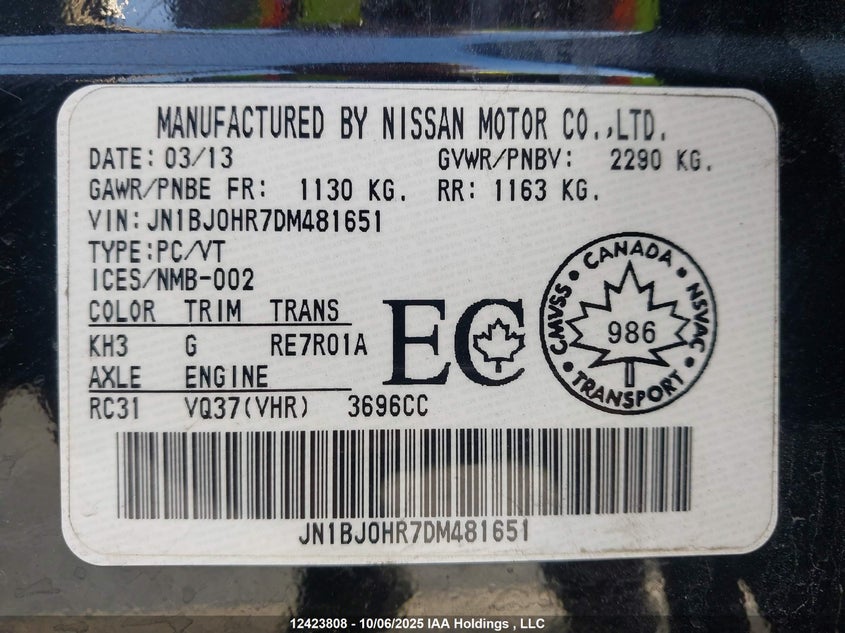 MANUFACTURED BY NISSAN MOTOR CO.,LTD.
DATE: 03/13 GVWR/PNBV: 2290 KG.
GAWR/PNBE FR: 1130 KG. RR: 1163 KG.
VIN: JN1BJ0HR7DM481651
TYPE:PC/VT
ICES/NMB-002
COLOR TRIM TRANS
KH3 G RE7R01A
AXLE ENGINE
RC31 VQ37(VHR) 3696CC
EC
CANADA
CMVSS 986 NSVAC
TRANSPORT
JN1BJ0HR7DM481651
12423808 - 10/06/2025 IAA Holdings , LLC